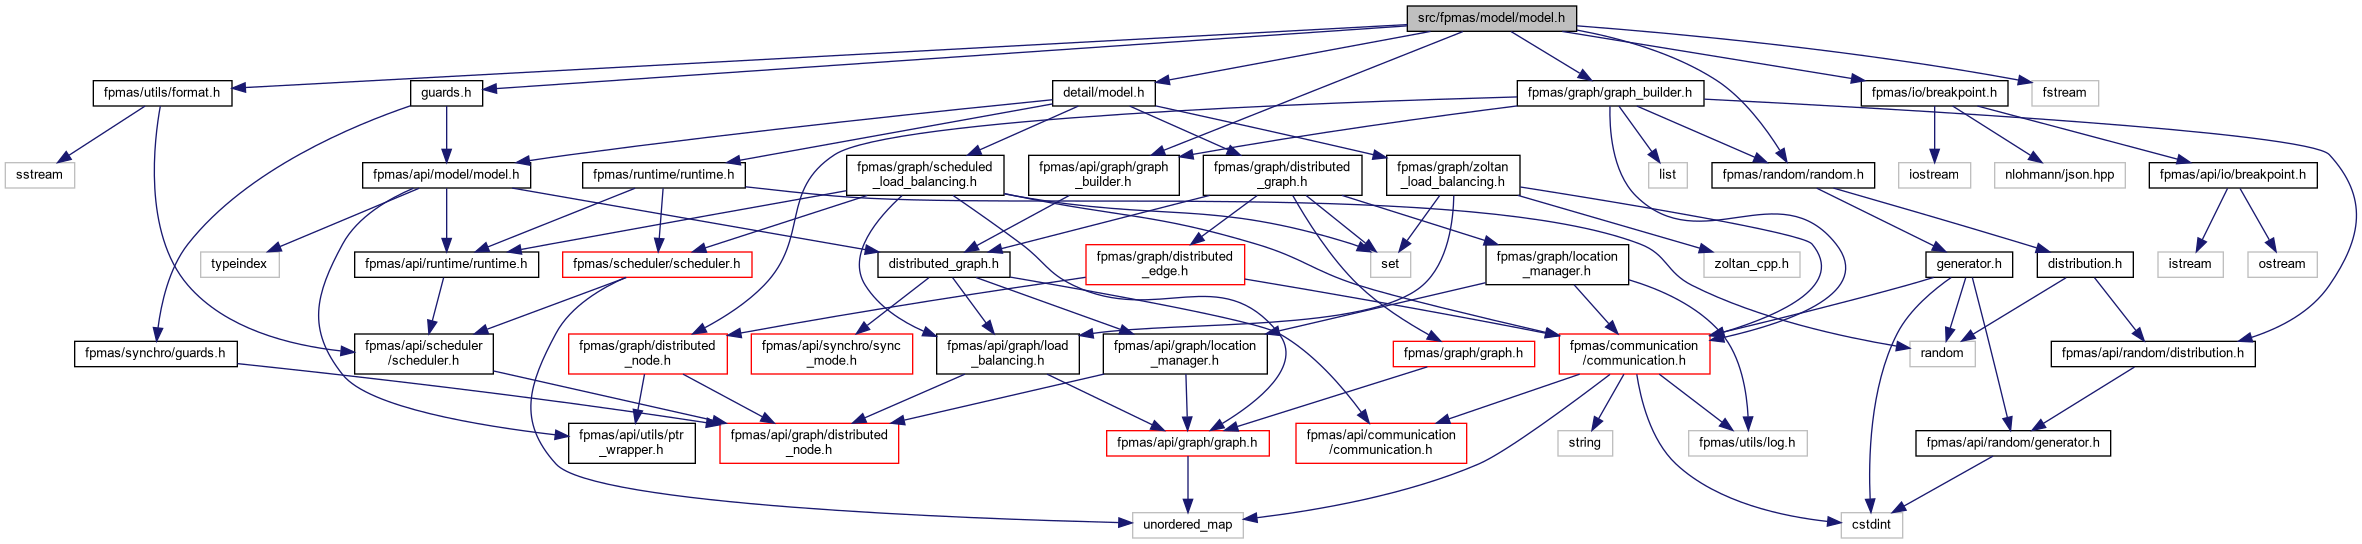 src/fpmas/model/model.h
fpmas/utils/format.h
guards.h
detail/model.h
fpmas/graph/graph_builder.h
fpmas/io/breakpoint.h
fstream
sstream
fpmas/api/model/model.h
fpmas/runtime/runtime.h
fpmas/graph/scheduled
_load_balancing.h
fpmas/api/graph/graph
_builder.h
fpmas/graph/distributed
_graph.h
fpmas/graph/zoltan
_load_balancing.h
list
fpmas/random/random.h
iostream
nlohmann/json.hpp
fpmas/api/io/breakpoint.h
typeindex
fpmas/api/runtime/runtime.h
fpmas/scheduler/scheduler.h
distributed_graph.h
fpmas/graph/distributed
_edge.h
set
fpmas/graph/location
_manager.h
zoltan_cpp.h
generator.h
distribution.h
istream
ostream
fpmas/synchro/guards.h
fpmas/api/scheduler
/scheduler.h
fpmas/graph/distributed
_node.h
fpmas/api/synchro/sync
_mode.h
fpmas/api/graph/load
_balancing.h
fpmas/api/graph/location
_manager.h
fpmas/graph/graph.h
fpmas/communication
/communication.h
random
fpmas/api/random/distribution.h
fpmas/api/utils/ptr
_wrapper.h
fpmas/api/graph/distributed
_node.h
fpmas/api/graph/graph.h
fpmas/api/communication
/communication.h
string
fpmas/utils/log.h
fpmas/api/random/generator.h
unordered_map
cstdint